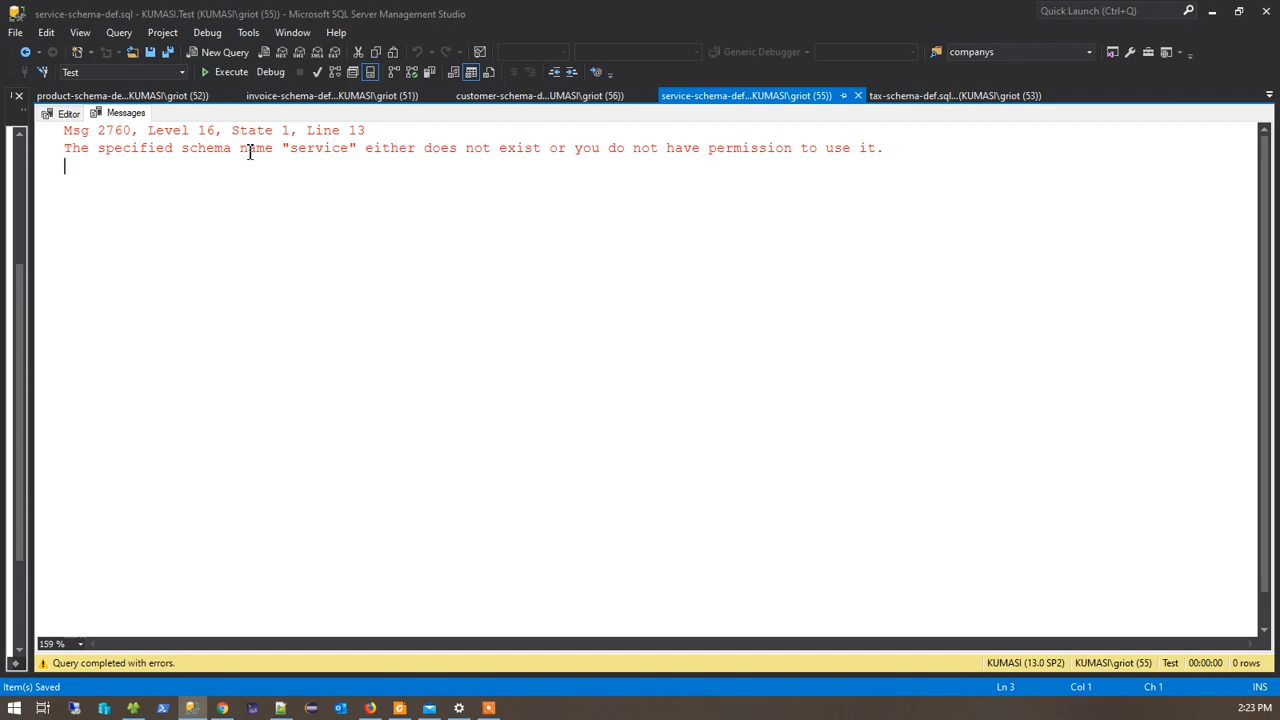 service-schema-def.sql - KUMASI.Test (KUMASI\griot (55)) - Microsoft SQL Server Management Studio
Quick Launch (Ctrl+Q)
File Edit View Query Project Debug Tools Window Help
New Query Generic Debugger companys
Test Execute Debug
product-schema-de...KUMASI\griot (52)) invoice-schema-def...KUMASI\griot (51)) customer-schema-d...UMASI\griot (56)) service-schema-def...KUMASI\griot (55)) tax-schema-def.sql...(KUMASI\griot (53))
Editor Messages
Msg 2760, Level 16, State 1, Line 13
The specified schema name "service" either does not exist or you do not have permission to use it.
159 %
Query completed with errors. KUMASI (13.0 SP2) KUMASI\griot (55) Test 00:00:00 0 rows
Item(s) Saved Ln 3 Col 1 Ch 1 INS
2:23 PM